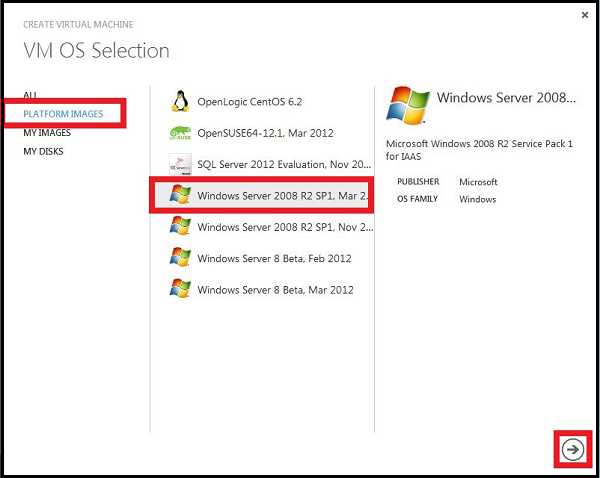 CREATE VIRTUAL MACHINE
VM OS Selection
ALL
PLATFORM IMAGES
MY IMAGES
MY DISKS
OpenLogic CentOS 6.2
OpenSUSE64-12.1, Mar 2012
SQL Server 2012 Evaluation, Nov 20...
Windows Server 2008 R2 SP1, Mar 2...
Windows Server 2008 R2 SP1, Nov 2...
Windows Server 8 Beta, Feb 2012
Windows Server 8 Beta, Mar 2012
Windows Server 2008...
Microsoft Windows 2008 R2 Service Pack 1
for IAAS
PUBLISHER Microsoft
OS FAMILY Windows